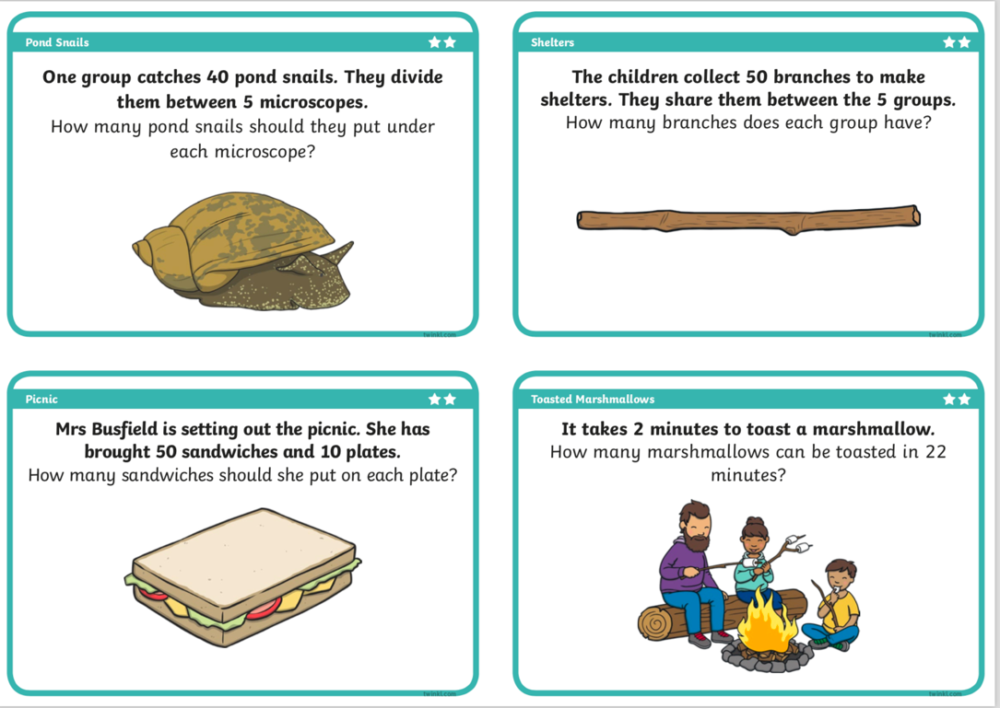 Pond Snails
One group catches 40 pond snails. They divide
them between 5 microscopes.
How many pond snails should they put under
each microscope?
twinkl.com
Shelters
The children collect 50 branches to make
shelters. They share them between the 5 groups.
How many branches does each group have?
twinkl.com
Picnic
Mrs Busfield is setting out the picnic. She has
brought 50 sandwiches and 10 plates.
How many sandwiches should she put on each plate?
twinkl.com
Toasted Marshmallows
It takes 2 minutes to toast a marshmallow.
How many marshmallows can be toasted in 22
minutes?
twinkl.com